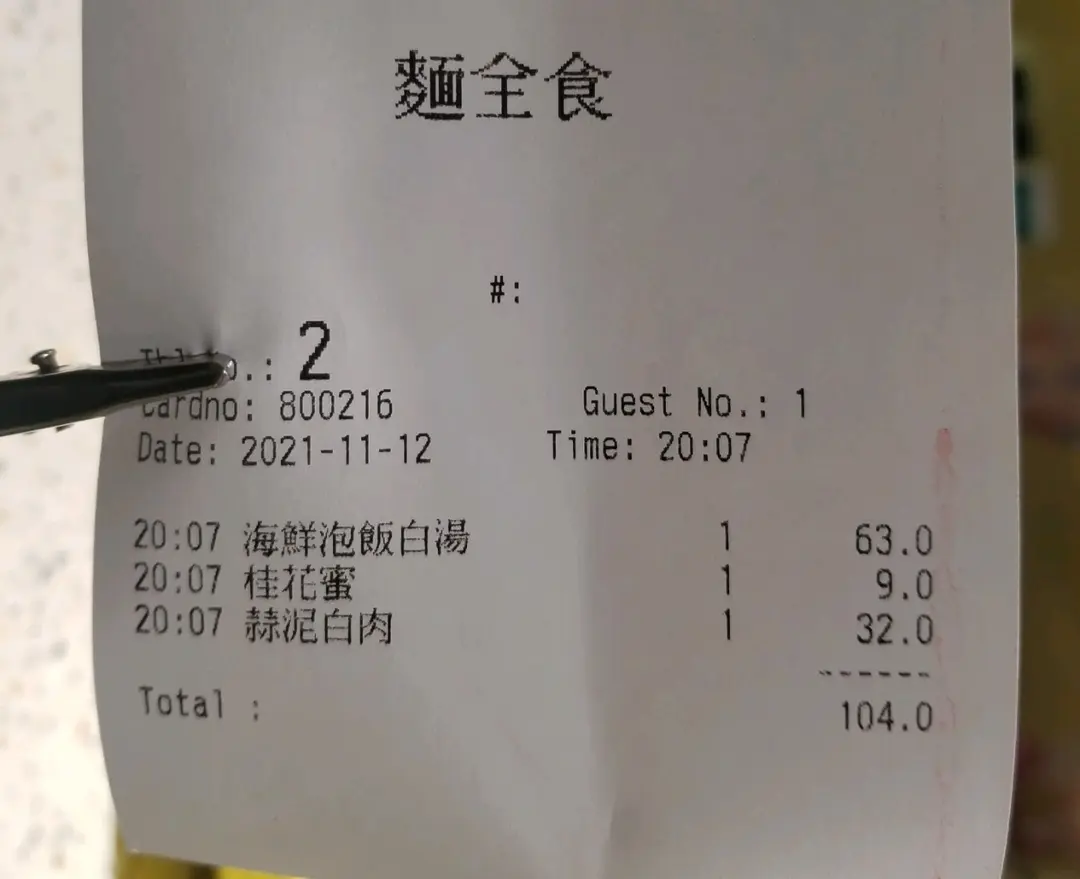 麵全食
#:
.: 2
Cardno: 800216 Guest No.: 1
Date: 2021-11-12 Time: 20:07
20:07 海鮮泡飯白湯 1 63.0
20:07 桂花蜜 1 9.0
20:07 蒜泥白肉 1 32.0
------
Total : 104.0